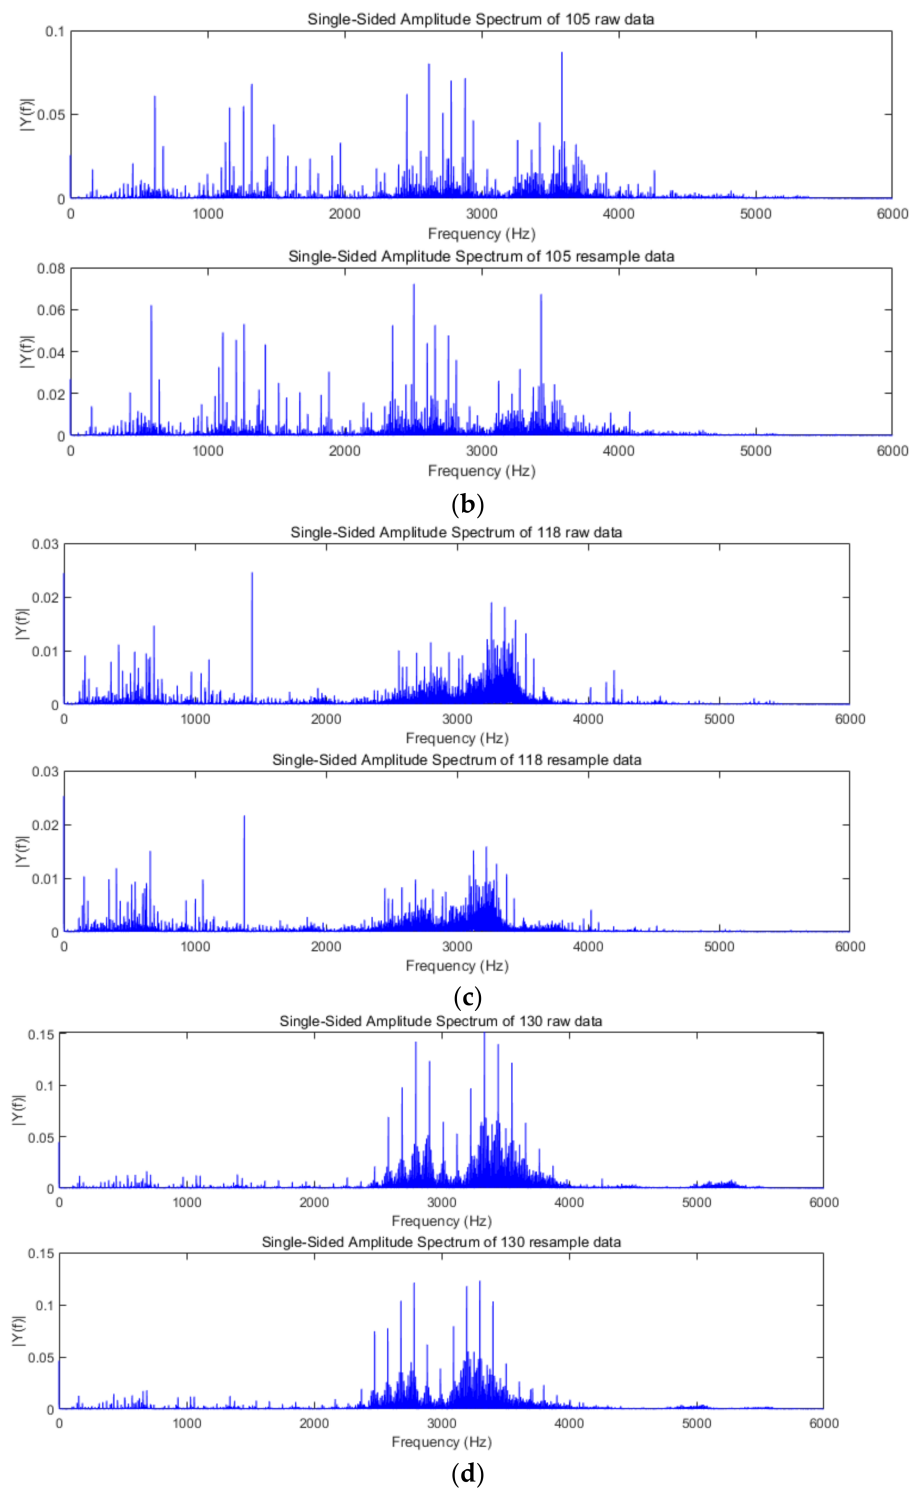 Single-Sided Amplitude Spectrum of 105 raw data
0.1
0.05
0
|Y(f)|
0 1000 2000 3000 4000 5000 6000
Frequency (Hz)
Single-Sided Amplitude Spectrum of 105 resample data
0.08
0.06
0.04
0.02
0
|Y(f)|
0 1000 2000 3000 4000 5000 6000
Frequency (Hz)
(b)
Single-Sided Amplitude Spectrum of 118 raw data
0.03
0.02
0.01
0
|Y(f)|
0 1000 2000 3000 4000 5000 6000
Frequency (Hz)
Single-Sided Amplitude Spectrum of 118 resample data
0.03
0.02
0.01
0
|Y(f)|
0 1000 2000 3000 4000 5000 6000
Frequency (Hz)
(c)
Single-Sided Amplitude Spectrum of 130 raw data
0.15
0.1
0.05
0
|Y(f)|
0 1000 2000 3000 4000 5000 6000
Frequency (Hz)
Single-Sided Amplitude Spectrum of 130 resample data
0.15
0.1
0.05
0
|Y(f)|
0 1000 2000 3000 4000 5000 6000
Frequency (Hz)
(d)